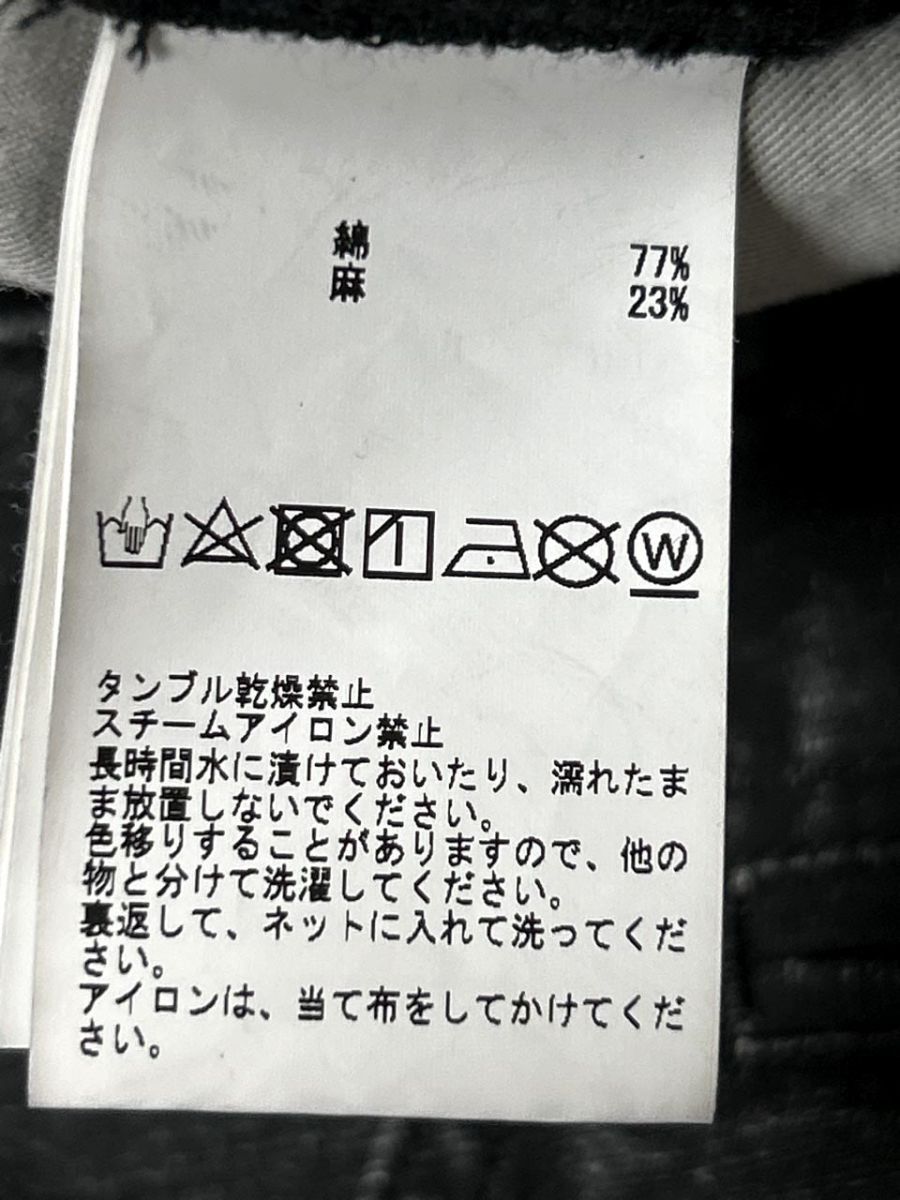 綿 77%
麻 23%
W
タンブル乾燥禁止
スチームアイロン禁止
長時間水に漬けておいたり、濡れたま
ま放置しないでください。
色移りすることがありますので、他の
物と分けて洗濯してください。
裏返して、ネットに入れて洗ってくだ
さい。
アイロンは、当て布をしてかけてくだ
さい。